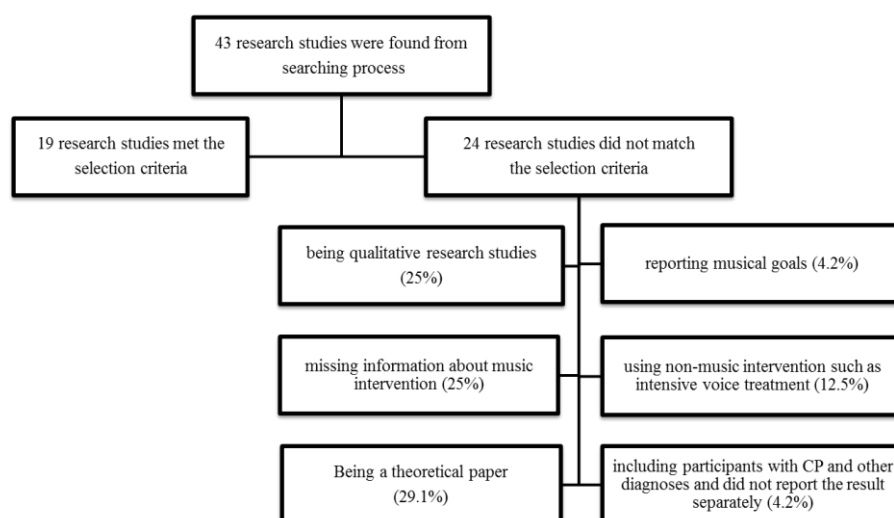 43 research studies were found from
searching process
19 research studies met the
selection criteria
24 research studies did not match
the selection criteria
being qualitative research studies
(25%)
reporting musical goals (4.2%)
missing information about music
intervention (25%)
using non-music intervention such as
intensive voice treatment (12.5%)
Being a theoretical paper
(29.1%)
including participants with CP and other
diagnoses and did not report the result
separately (4.2%)